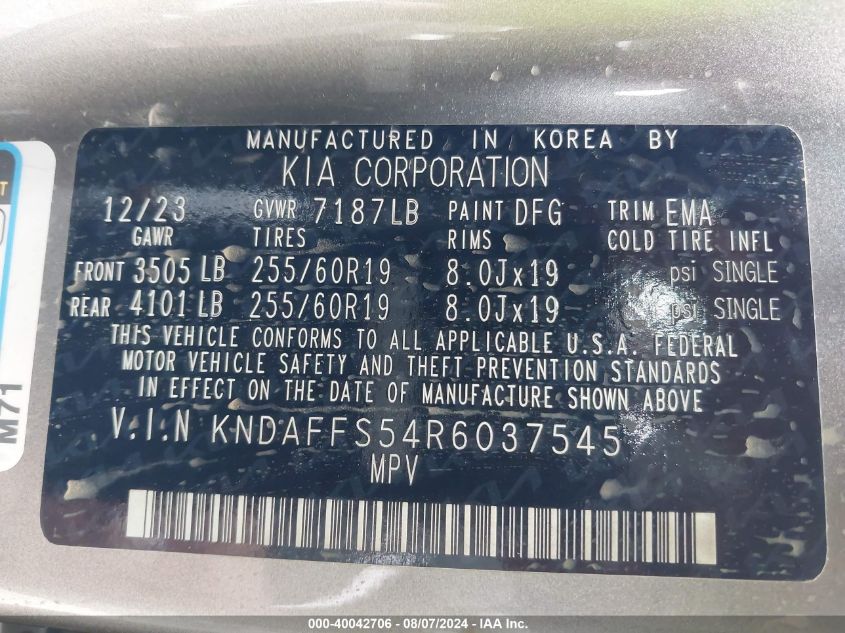 MANUFACTURED IN KOREA BY
KIA CORPORATION
12/23 GVWR 7187LB PAINT DFG TRIM EMA
GAWR TIRES RIMS COLD TIRE INFL
FRONT 3505 LB 255/60R19 8.0Jx19 psi SINGLE
REAR 4101 LB 255/60R19 8.0Jx19 psi SINGLE
THIS VEHICLE CONFORMS TO ALL APPLICABLE U.S.A. FEDERAL
MOTOR VEHICLE SAFETY AND THEFT PREVENTION STANDARDS
IN EFFECT ON THE DATE OF MANUFACTURE SHOWN ABOVE
V.I.N KNDAFFS54R6037545
MPV
M71
000-40042706 - 08/07/2024 - IAA Inc.